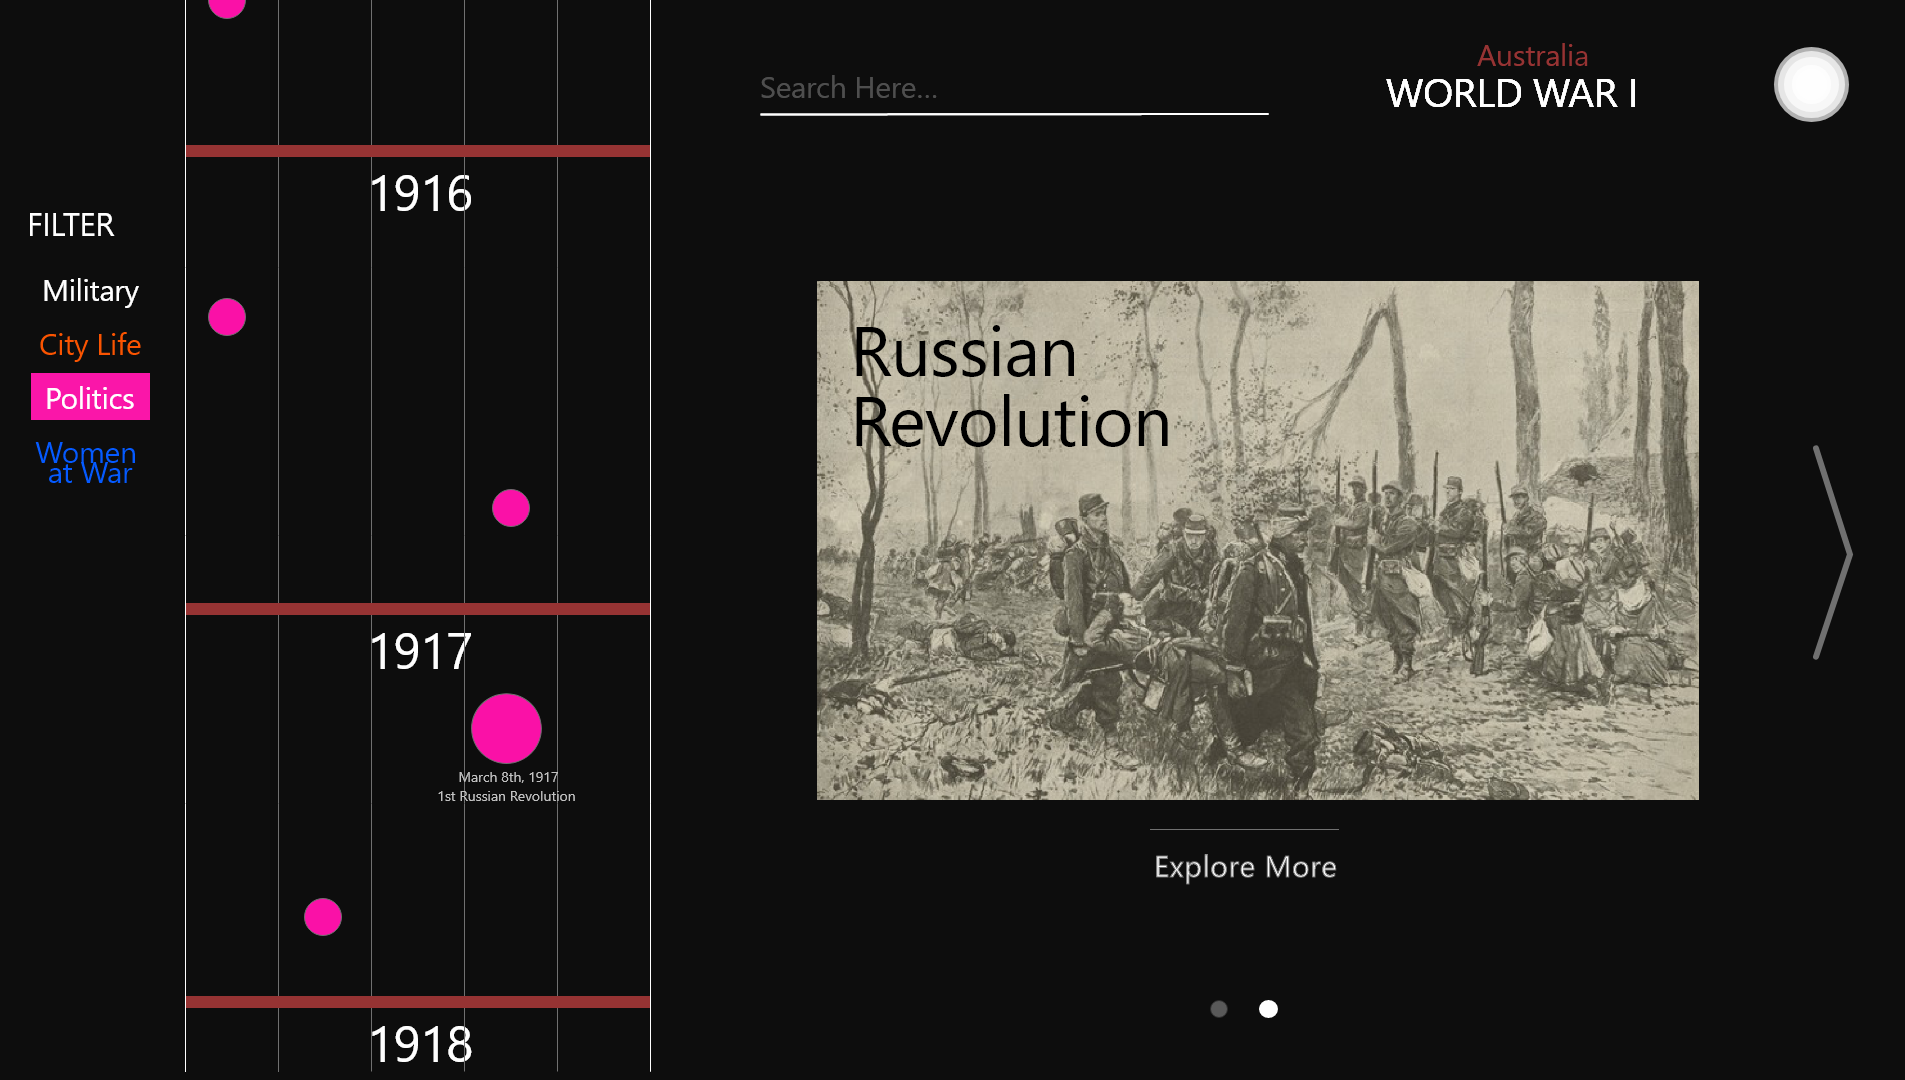 Australia
WORLD WAR I
Search Here...
FILTER
Military
City Life
Politics
Women
at War
1916
1917
March 8th, 1917
1st Russian Revolution
1918
Russian
Revolution
Explore More